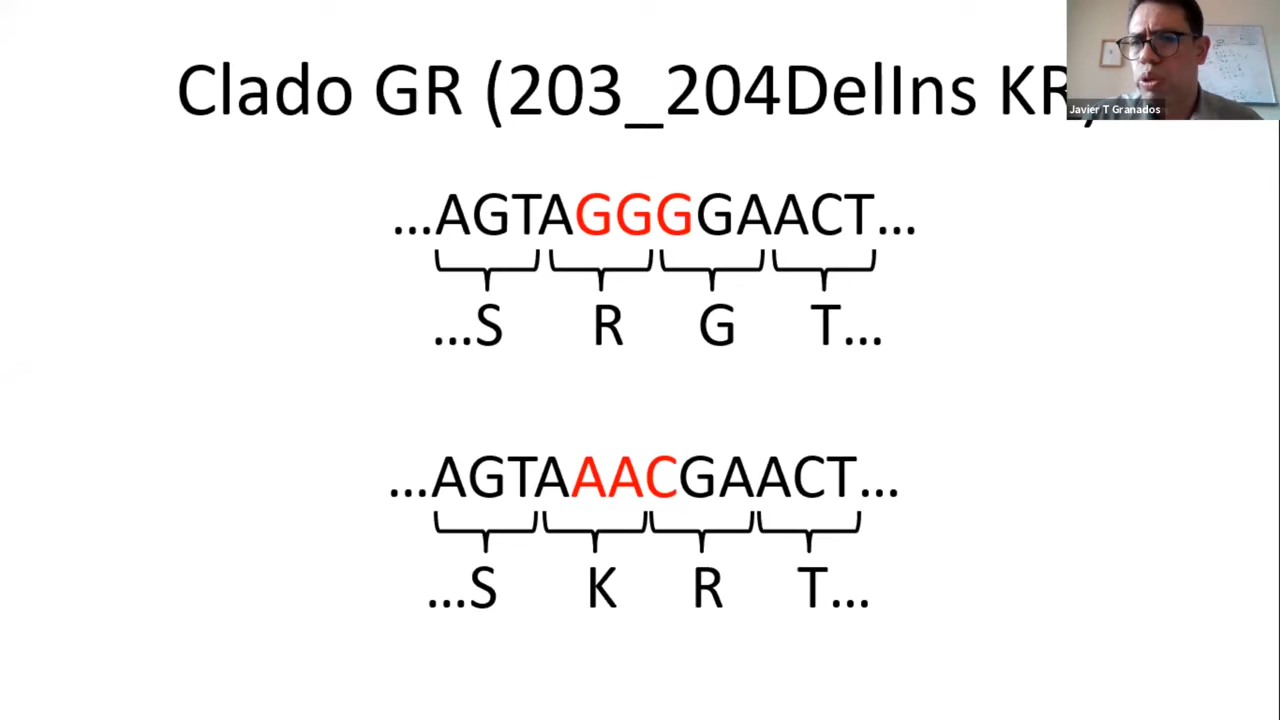 Clado GR (203_204DelIns KR)
Javier T Granados
...AGTAGGGGAACT...
...S R G T...
...AGTAAACGAACT...
...S K R T...